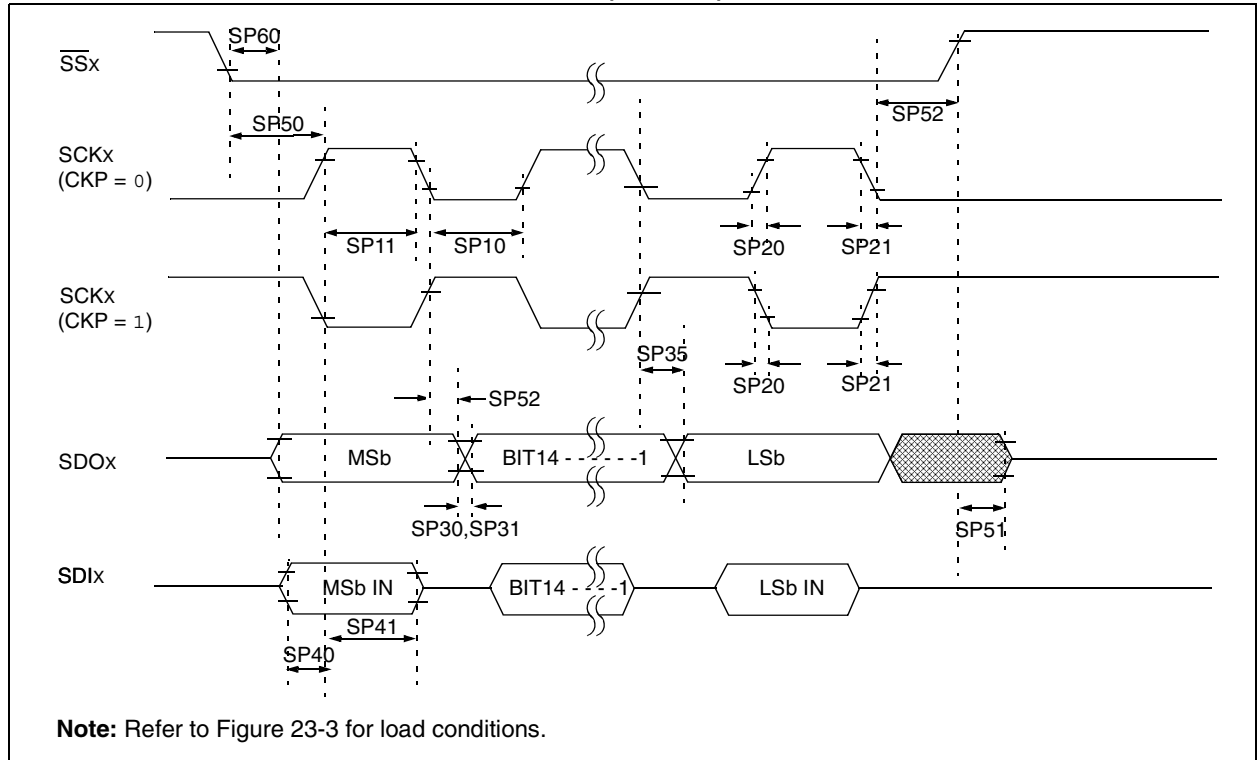 SP60
SSx
SP52
SP50
SCKx
(CKP = 0)
SP11
SP10
SP20
SP21
SCKx
(CKP = 1)
SP35
SP20
SP21
SP52
SDOx
MSb
BIT14 - - - - - -1
LSb
SP30,SP31
SP51
SDIx
MSb IN
BIT14 - - - -1
LSb IN
SP41
SP40
Note: Refer to Figure 23-3 for load conditions.